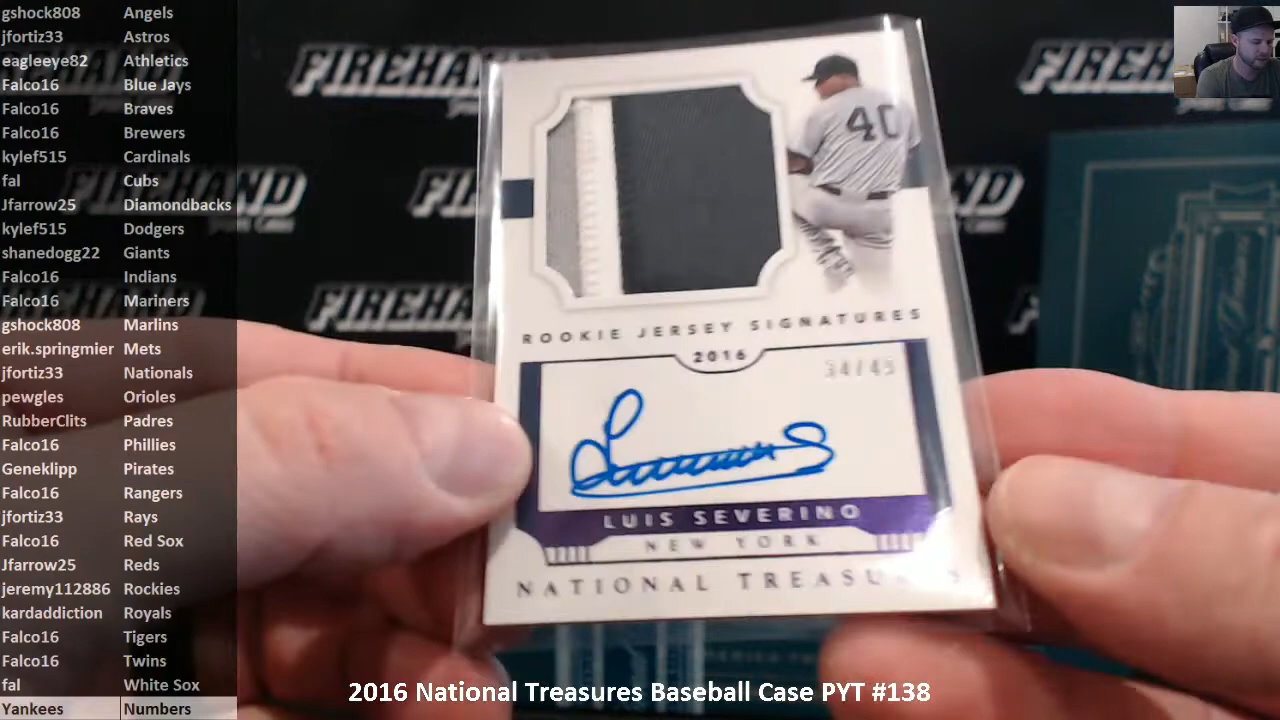 gshock808 Angels
jfortiz33 Astros
eagleeye82 Athletics
Falco16 Blue Jays
Falco16 Braves
Falco16 Brewers
kylef515 Cardinals
fal Cubs
Jfarrow25 Diamondbacks
kylef515 Dodgers
shanedogg22 Giants
Falco16 Indians
Falco16 Mariners
gshock808 Marlins
erik.springmier Mets
jfortiz33 Nationals
pewgles Orioles
RubberClits Padres
Falco16 Phillies
Geneklipp Pirates
Falco16 Rangers
jfortiz33 Rays
Falco16 Red Sox
Jfarrow25 Reds
jeremy112886 Rockies
kardaddiction Royals
Falco16 Tigers
Falco16 Twins
fal White Sox
Yankees Numbers
FIREHAND
FIREHAND
40
ROOKIE JERSEY SIGNATURES
2016
34/49
LUIS SEVERINO
NEW YORK
NATIONAL
2016 National Treasures Baseball Case PYT #138